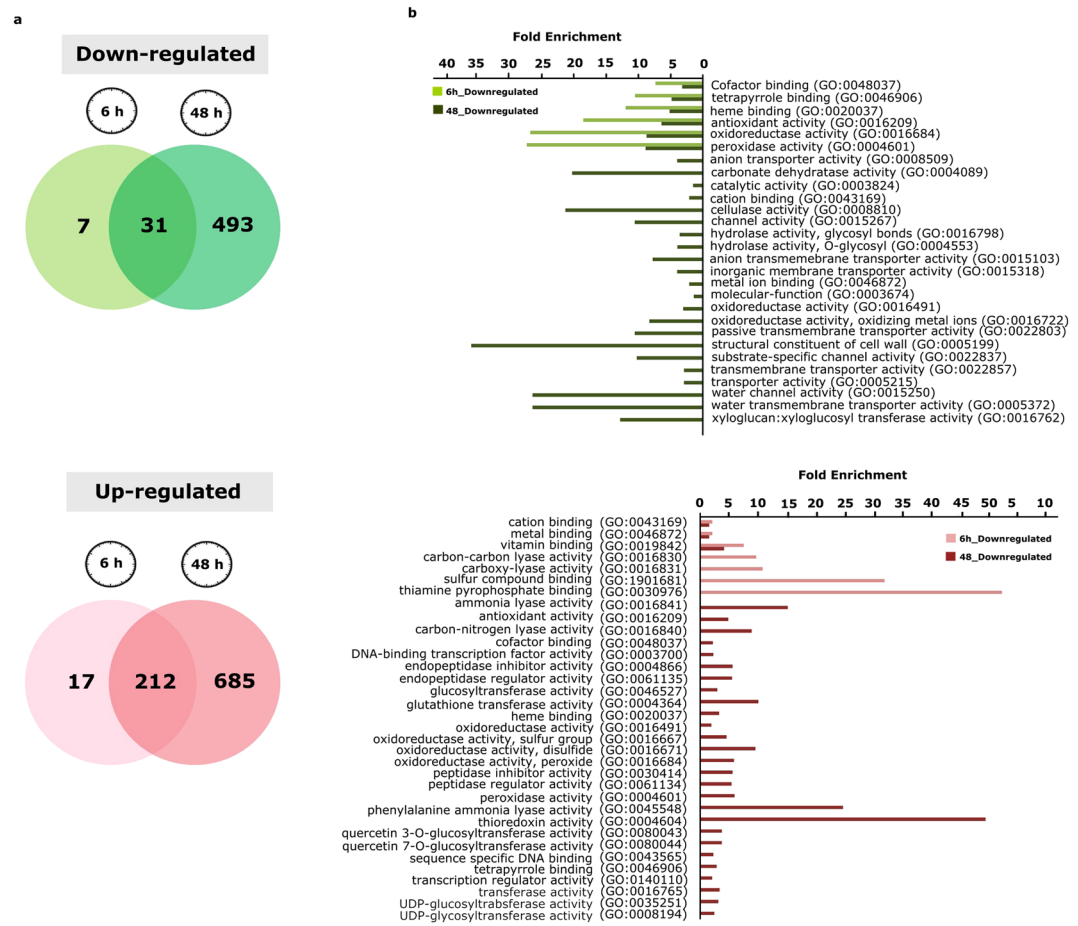 a
Down-regulated
6 h
48 h
7
31
493
b
Fold Enrichment
40 35 30 25 20 15 10 5 0
6h_Downregulated
48_Downregulated
Cofactor binding (GO:0048037)
tetrapyrrole binding (GO:0046906)
heme binding (GO:0020037)
antioxidant activity (GO:0016209)
oxidoreductase activity (GO:0016684)
peroxidase activity (GO:0004601)
anion transporter activity (GO:0008509)
carbonate dehydratase activity (GO:0004089)
catalytic activity (GO:0003824)
cation binding (GO:0043169)
cellulase activity (GO:0008810)
channel activity (GO:0015267)
hydrolase activity, glycosyl bonds (GO:0016798)
hydrolase activity, O-glycosyl (GO:0004553)
anion transmemebrane transporter activity (GO:0015103)
inorganic membrane transporter activity (GO:0015318)
metal ion binding (GO:0046872)
molecular-function (GO:0003674)
oxidoreductase activity (GO:0016491)
oxidoreductase activity, oxidizing metal ions (GO:0016722)
passive transmembrane transporter activity (GO:0022803)
structural constituent of cell wall (GO:0005199)
substrate-specific channel activity (GO:0022837)
transmembrane transporter activity (GO:0022857)
transporter activity (GO:0005215)
water channel activity (GO:0015250)
water transmembrane transporter activity (GO:0005372)
xyloglucan:xyloglucosyl transferase activity (GO:0016762)
Up-regulated
6 h
48 h
17
212
685
Fold Enrichment
0 5 10 15 20 25 30 35 40 45 50 5 10
6h_Downregulated
48_Downregulated
cation binding (GO:0043169)
metal binding (GO:0046872)
vitamin binding (GO:0019842)
carbon-carbon lyase activity (GO:0016830)
carboxy-lyase activity (GO:0016831)
sulfur compound binding (GO:1901681)
thiamine pyrophosphate binding (GO:0030976)
ammonia lyase activity (GO:0016841)
antioxidant activity (GO:0016209)
carbon-nitrogen lyase activity (GO:0016840)
cofactor binding (GO:0048037)
DNA-binding transcription factor activity (GO:0003700)
endopeptidase inhibitor activity (GO:0004866)
endopeptidase regulator activity (GO:0061135)
glucosyltransferase activity (GO:0046527)
glutathione transferase activity (GO:0004364)
heme binding (GO:0020037)
oxidoreductase activity (GO:0016491)
oxidoreductase activity, sulfur group (GO:0016667)
oxidoreductase activity, disulfide (GO:0016671)
oxidoreductase activity, peroxide (GO:0016684)
peptidase inhibitor activity (GO:0030414)
peptidase regulator activity (GO:0061134)
peroxidase activity (GO:0004601)
phenylalanine ammonia lyase activity (GO:0045548)
thioredoxin activity (GO:0004604)
quercetin 3-O-glucosyltransferase activity (GO:0080043)
quercetin 7-O-glucosyltransferase activity (GO:0080044)
sequence specific DNA binding (GO:0043565)
tetrapyrrole binding (GO:0046906)
transcription regulator activity (GO:0140110)
transferase activity (GO:0016765)
UDP-glucosyltrabsferase activity (GO:0035251)
UDP-glycosyltransferase activity (GO:0008194)